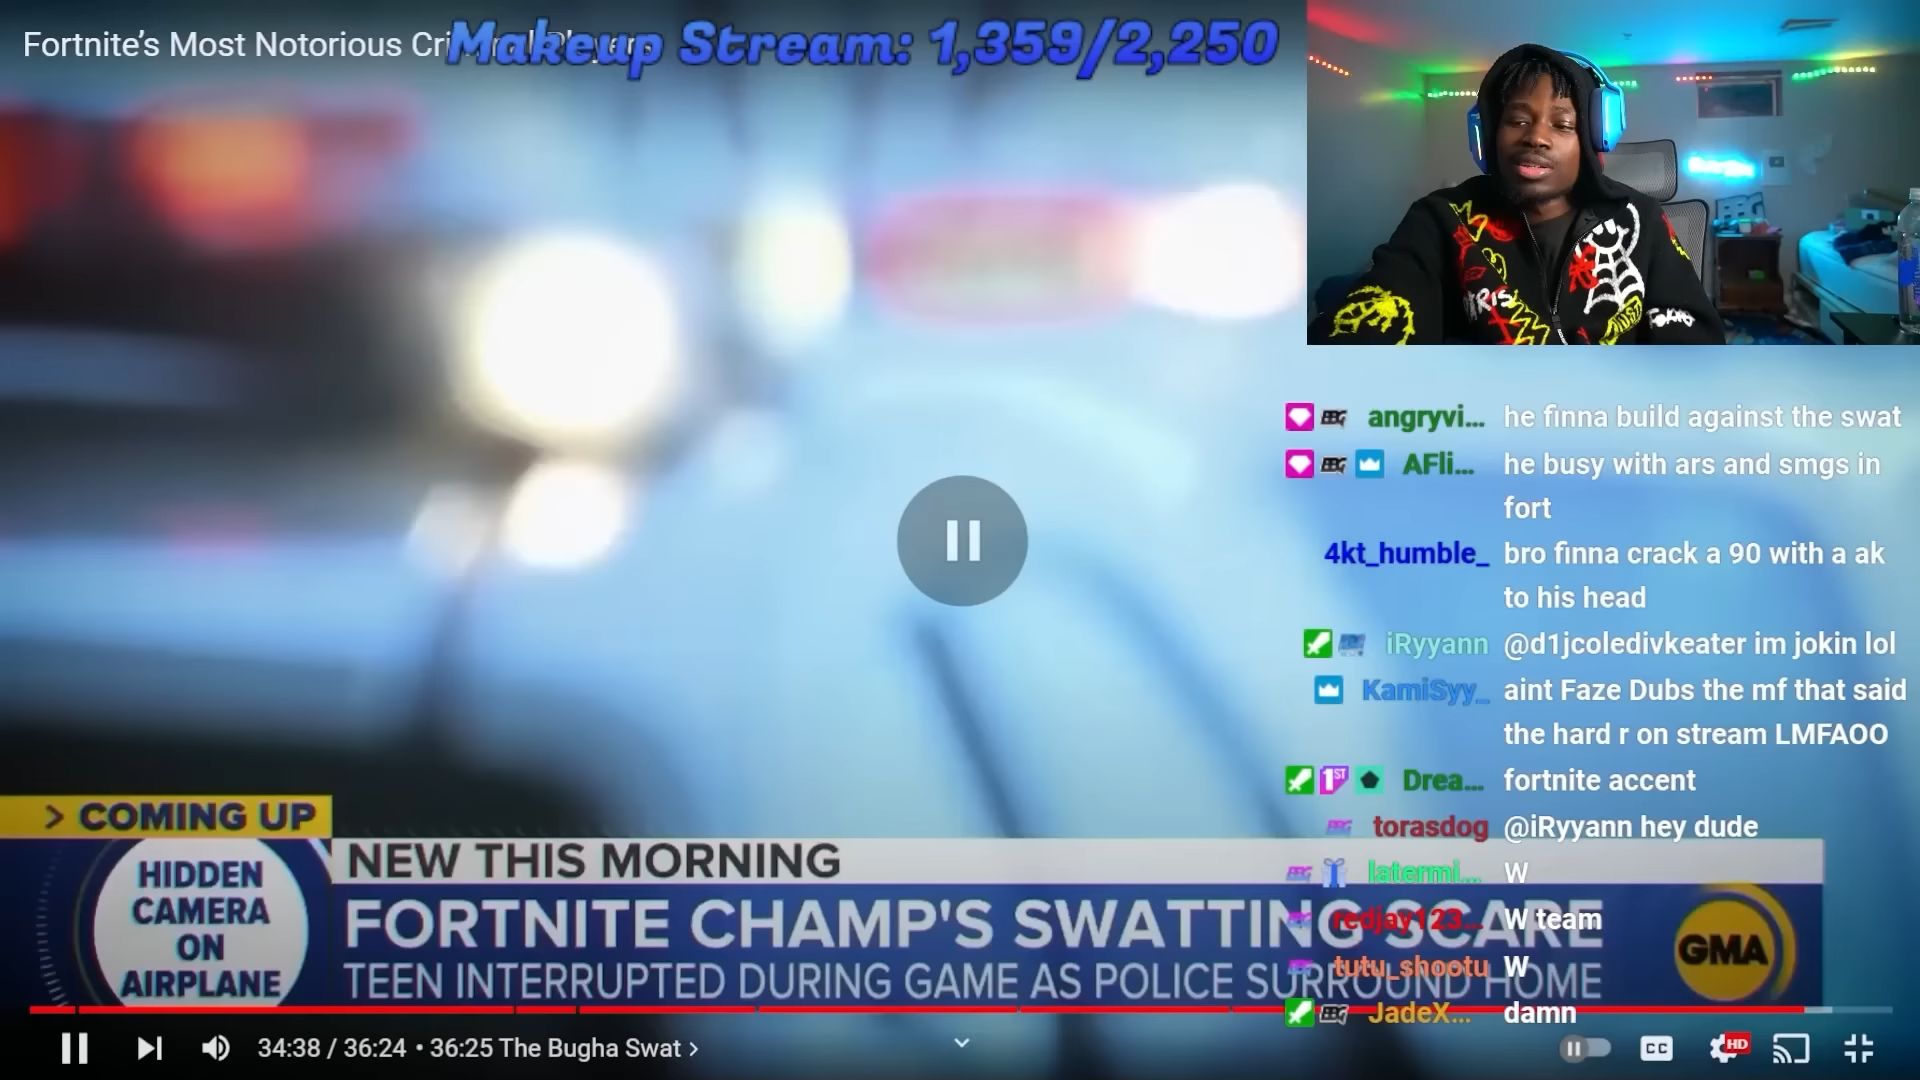 Fortnite's Most Notorious
Makeup Stream: 1,359/2,250
angryvi... he finna build against the swat
AFli... he busy with ars and smgs in
fort
4kt_humble_ bro finna crack a 90 with a ak
to his head
iRyyann @d1jcoledivkeater im jokin lol
KamiSyy_ aint Faze Dubs the mf that said
the hard r on stream LMFAOO
1ST Drea... fortnite accent
torasdog @iRyyann hey dude
latermi... W
redjay123... W team
tutu_shootu W
JadeX... damn
> COMING UP
HIDDEN
CAMERA
ON
AIRPLANE
NEW THIS MORNING
FORTNITE CHAMP'S SWATTING SCARE
TEEN INTERRUPTED DURING GAME AS POLICE SURROUND HOME
GMA
34:38 / 36:24 • 36:25 The Bugha Swat >
CC
HD